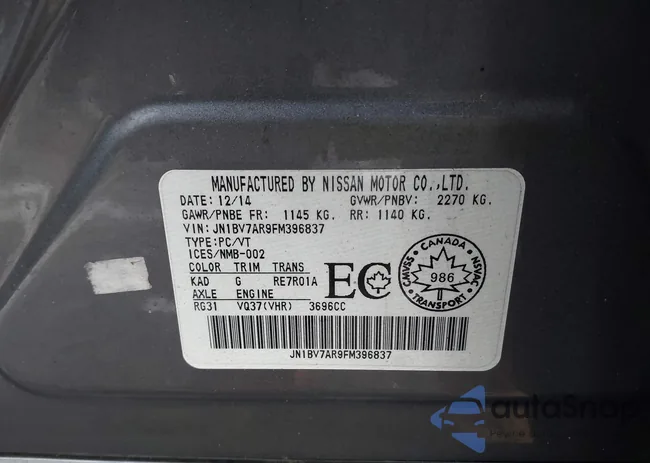 MANUFACTURED BY NISSAN MOTOR CO.,LTD.
DATE: 12/14 GVWR/PNBV: 2270 KG.
GAWR/PNBE FR: 1145 KG. RR: 1140 KG.
VIN: JN1BV7AR9FM396837
TYPE:PC/VT
ICES/NMB-002
COLOR TRIM TRANS
KAD G RE7R01A
AXLE ENGINE
RG31 VQ37(VHR) 3696CC
EC
CANADA
CMVSS NSVAC
986
TRANSPORT
JN1BV7AR9FM396837
autoSnap